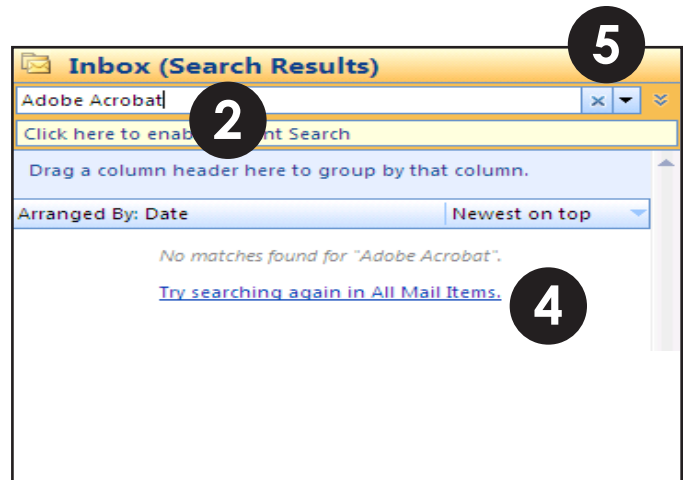 5
Inbox (Search Results)
Adobe Acrobat
2
Click here to enab nt Search
Drag a column header here to group by that column.
Arranged By: Date Newest on top
No matches found for "Adobe Acrobat".
Try searching again in All Mail Items.
4